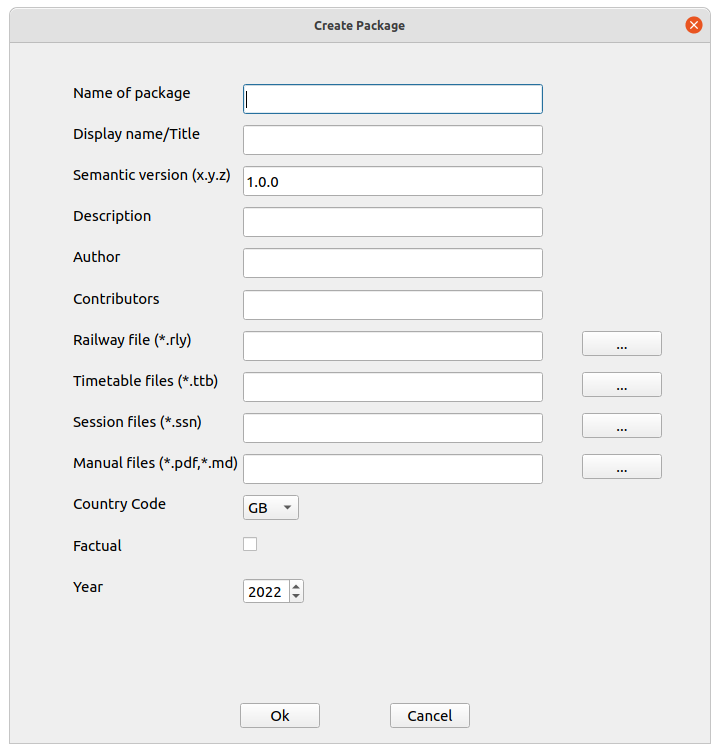 Create Package
Name of package
Display name/Title
Semantic version (x.y.z) 1.0.0
Description
Author
Contributors
Railway file (*.rly) ...
Timetable files (*.ttb) ...
Session files (*.ssn) ...
Manual files (*.pdf,*.md) ...
Country Code GB
Factual
Year 2022
Ok Cancel